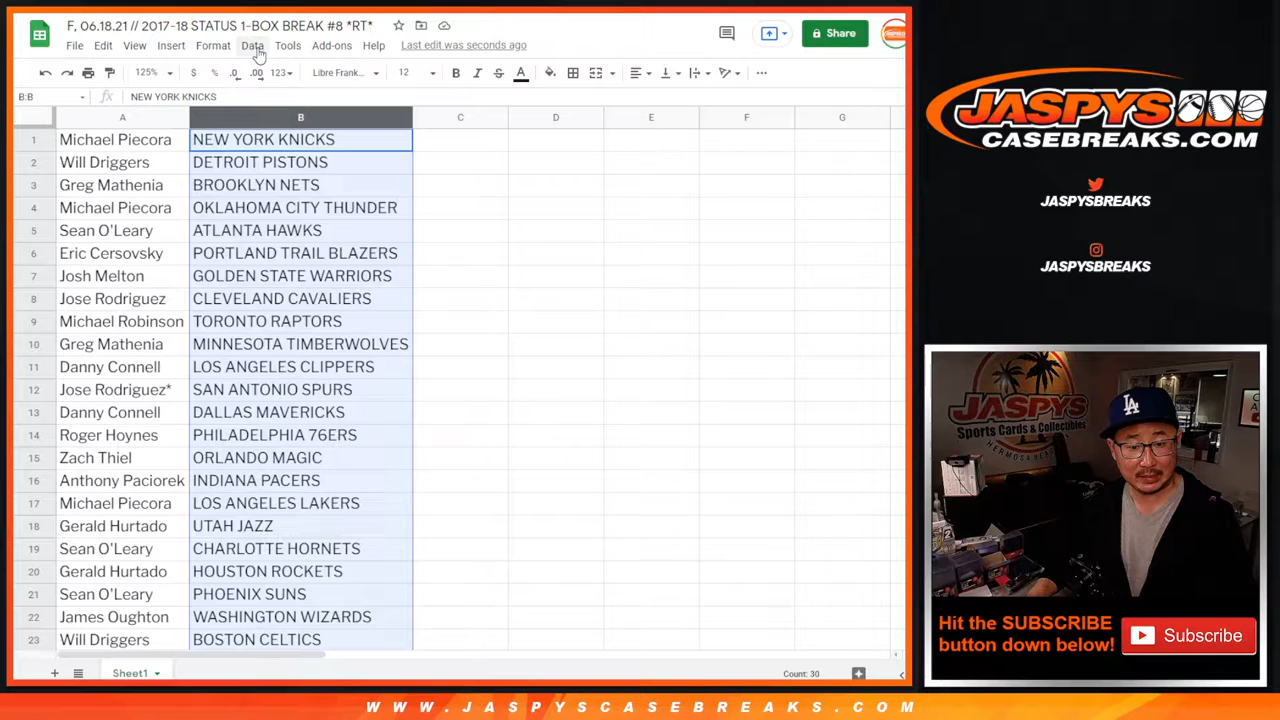 F, 06.18.21 // 2017-18 STATUS 1-BOX BREAK #8 *RT*
File Edit View Insert Format Data Tools Add-ons Help Last edit was seconds ago
Share
125% $ % .0 .00 123 Libre Frank... 12 B I S A
B:B fx NEW YORK KNICKS
A B C D E F G
1 Michael Piecora NEW YORK KNICKS
2 Will Driggers DETROIT PISTONS
3 Greg Mathenia BROOKLYN NETS
4 Michael Piecora OKLAHOMA CITY THUNDER
5 Sean O'Leary ATLANTA HAWKS
6 Eric Cersovsky PORTLAND TRAIL BLAZERS
7 Josh Melton GOLDEN STATE WARRIORS
8 Jose Rodriguez CLEVELAND CAVALIERS
9 Michael Robinson TORONTO RAPTORS
10 Greg Mathenia MINNESOTA TIMBERWOLVES
11 Danny Connell LOS ANGELES CLIPPERS
12 Jose Rodriguez* SAN ANTONIO SPURS
13 Danny Connell DALLAS MAVERICKS
14 Roger Hoynes PHILADELPHIA 76ERS
15 Zach Thiel ORLANDO MAGIC
16 Anthony Paciorek INDIANA PACERS
17 Michael Piecora LOS ANGELES LAKERS
18 Gerald Hurtado UTAH JAZZ
19 Sean O'Leary CHARLOTTE HORNETS
20 Gerald Hurtado HOUSTON ROCKETS
21 Sean O'Leary PHOENIX SUNS
22 James Oughton WASHINGTON WIZARDS
23 Will Driggers BOSTON CELTICS
Sheet1
Count: 30
JASPYS
CASEBREAKS.COM
JASPYSBREAKS
JASPYSBREAKS
JASPYS
Sports Cards & Collectibles
HERMOSA BEACH
LA
Hit the SUBSCRIBE
button down below!
Subscribe
WWW.JASPYSCASEBREAKS.COM